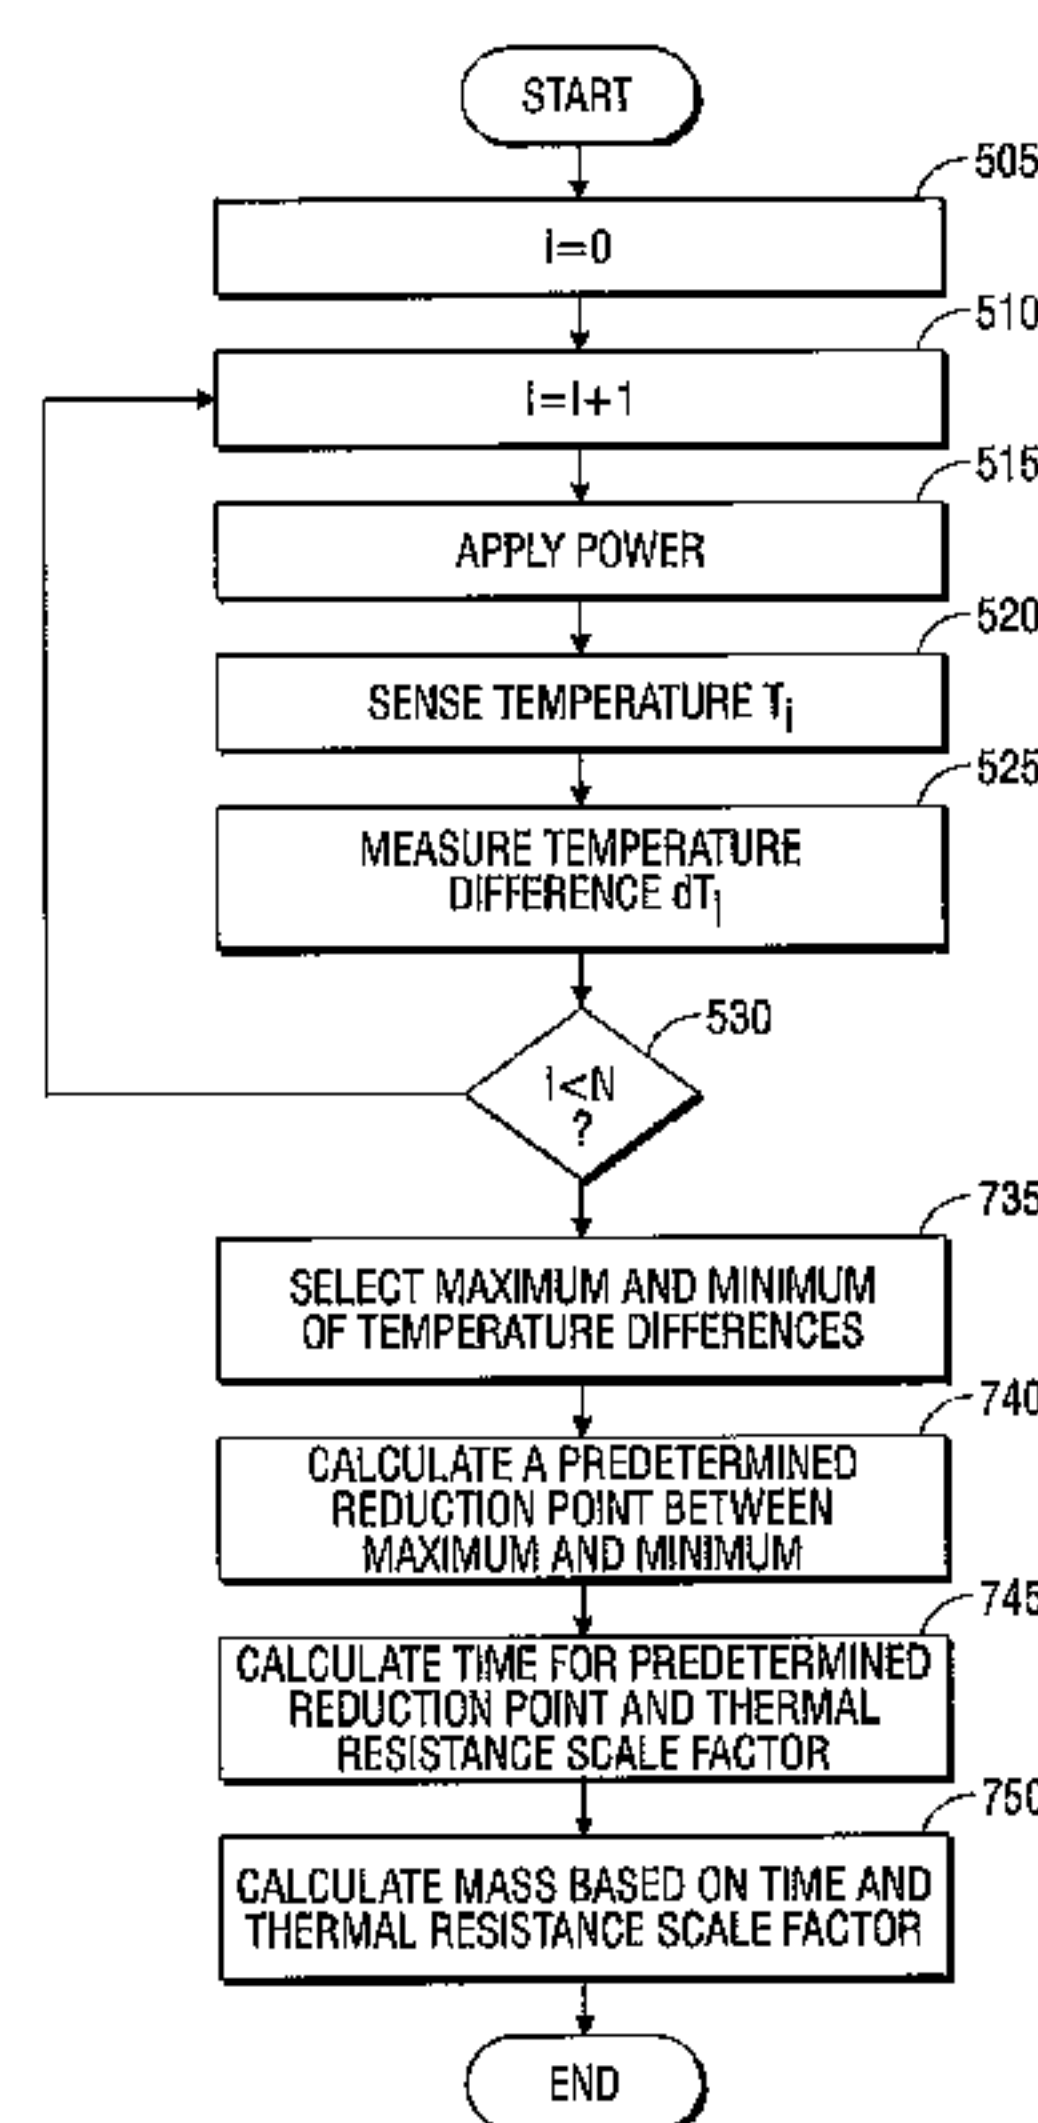 START
505
i=0
510
i=i+1
515
APPLY POWER
520
SENSE TEMPERATURE Ti
525
MEASURE TEMPERATURE
DIFFERENCE dTi
530
i<N
?
735
SELECT MAXIMUM AND MINIMUM
OF TEMPERATURE DIFFERENCES
740
CALCULATE A PREDETERMINED
REDUCTION POINT BETWEEN
MAXIMUM AND MINIMUM
745
CALCULATE TIME FOR PREDETERMINED
REDUCTION POINT AND THERMAL
RESISTANCE SCALE FACTOR
750
CALCULATE MASS BASED ON TIME AND
THERMAL RESISTANCE SCALE FACTOR
END